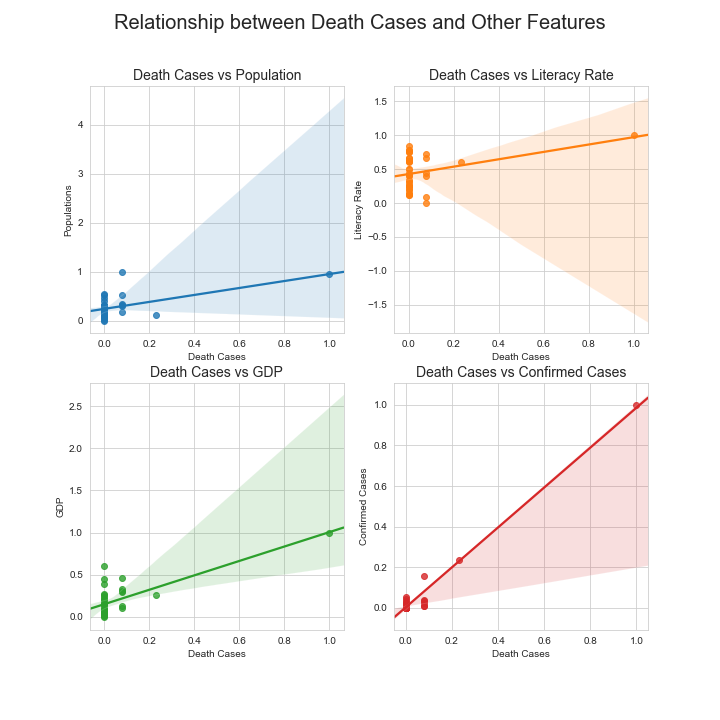 Relationship between Death Cases and Other Features
Death Cases vs Population
Populations
4
3
2
1
0
0.0 0.2 0.4 0.6 0.8 1.0
Death Cases
Death Cases vs Literacy Rate
Literacy Rate
1.5
1.0
0.5
0.0
−0.5
−1.0
−1.5
0.0 0.2 0.4 0.6 0.8 1.0
Death Cases
Death Cases vs GDP
GDP
2.5
2.0
1.5
1.0
0.5
0.0
0.0 0.2 0.4 0.6 0.8 1.0
Death Cases
Death Cases vs Confirmed Cases
Confirmed Cases
1.0
0.8
0.6
0.4
0.2
0.0
0.0 0.2 0.4 0.6 0.8 1.0
Death Cases